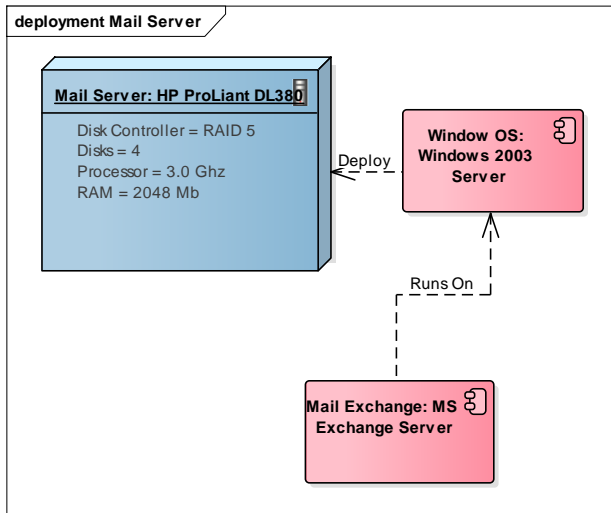 deployment Mail Server
Mail Server: HP ProLiant DL380
Disk Controller = RAID 5
Disks = 4
Processor = 3.0 Ghz
RAM = 2048 Mb
Deploy
Window OS:
Windows 2003
Server
Runs On
Mail Exchange: MS
Exchange Server